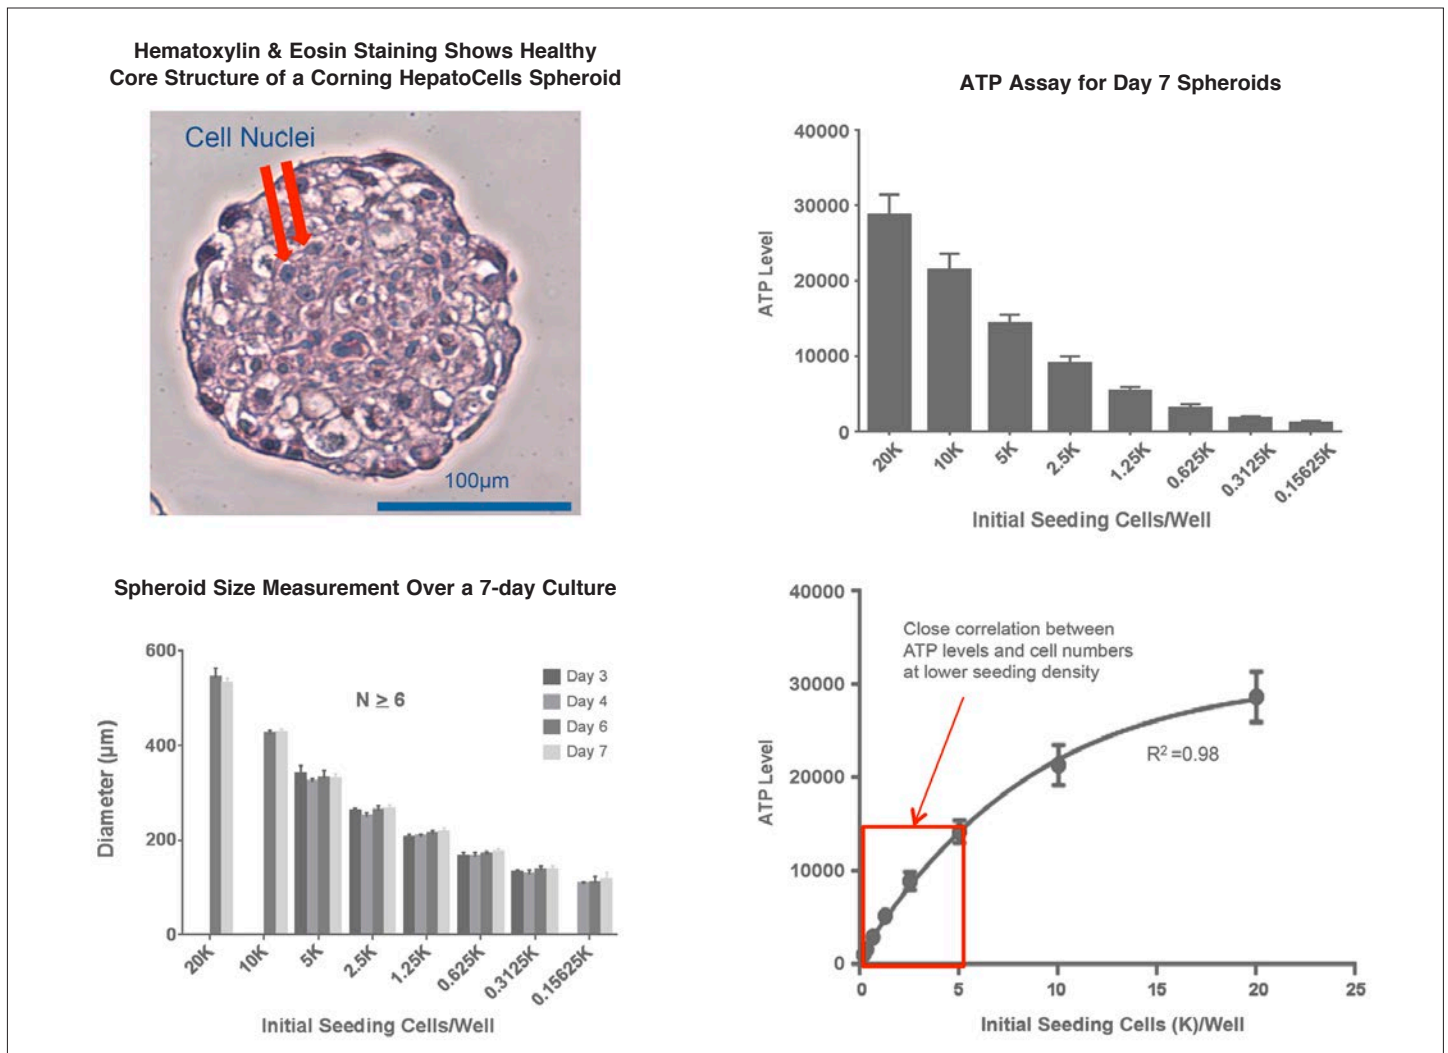 Hematoxylin & Eosin Staining Shows Healthy
Core Structure of a Corning HepatoCells Spheroid
Cell Nuclei
100µm
ATP Assay for Day 7 Spheroids
40000
30000
20000
10000
0
ATP Level
20K
10K
5K
2.5K
1.25K
0.625K
0.3125K
0.15625K
Initial Seeding Cells/Well
Spheroid Size Measurement Over a 7-day Culture
600
400
200
0
Diameter (µm)
N ≥ 6
Day 3
Day 4
Day 6
Day 7
20K
10K
5K
2.5K
1.25K
0.625K
0.3125K
0.15625K
Initial Seeding Cells/Well
40000
30000
20000
10000
0
ATP Level
Close correlation between
ATP levels and cell numbers
at lower seeding density
R² =0.98
0
5
10
15
20
25
Initial Seeding Cells (K)/Well